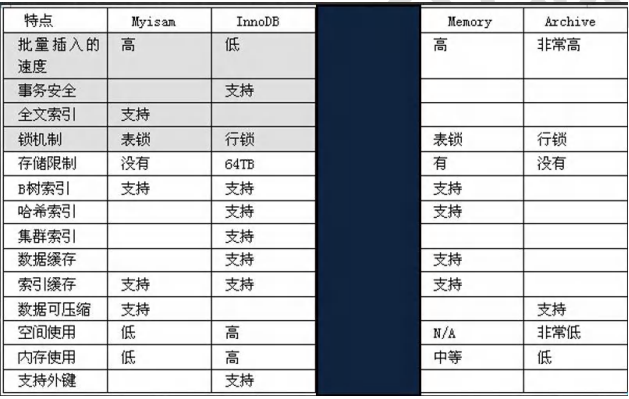 特点 Myisam InnoDB Memory Archive
批量插入的 高 低 高 非常高
速度
事务安全 支持
全文索引 支持
锁机制 表锁 行锁 表锁 行锁
存储限制 没有 64TB 有 没有
B树索引 支持 支持 支持
哈希索引 支持 支持
集群索引 支持
数据缓存 支持 支持
索引缓存 支持 支持 支持
数据可压缩 支持 支持
空间使用 低 高 N/A 非常低
内存使用 低 高 中等 低
支持外键 支持